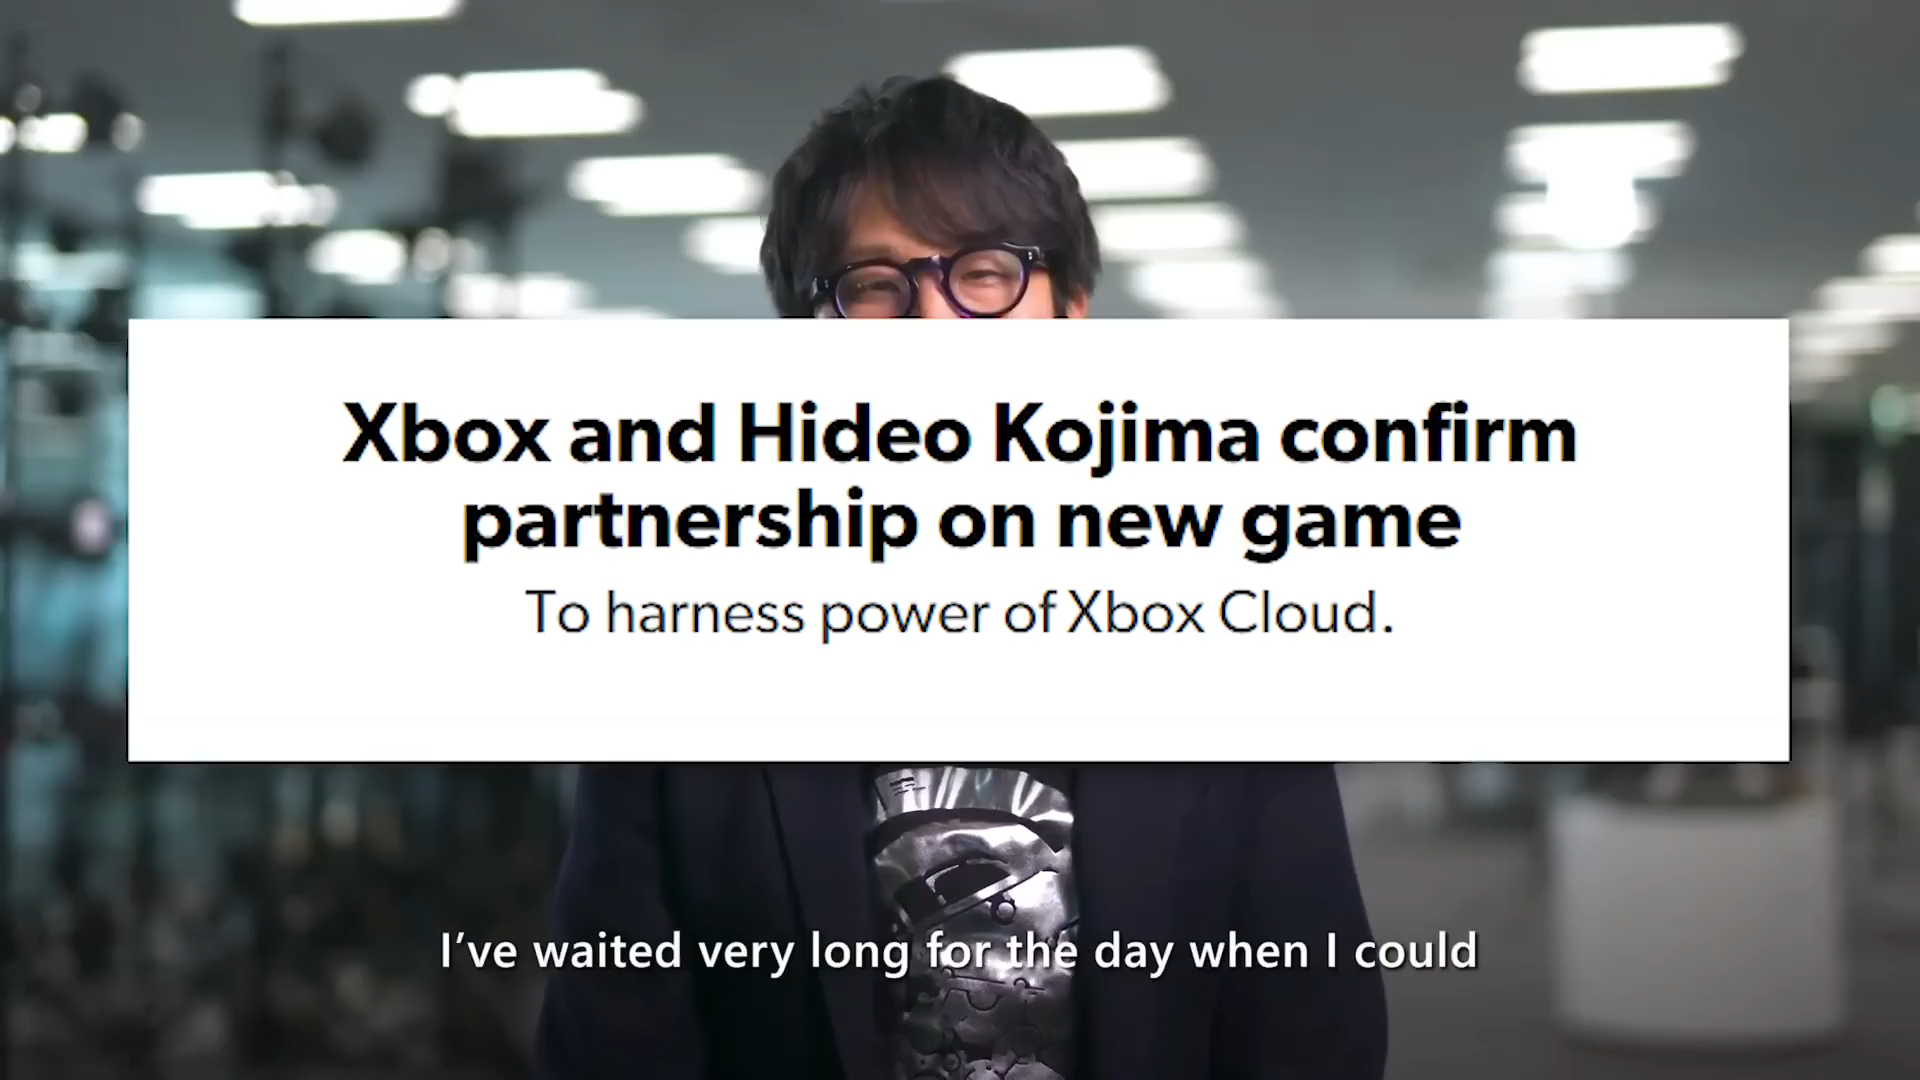 Xbox and Hideo Kojima confirm
partnership on new game
To harness power of Xbox Cloud.
I've waited very long for the day when I could